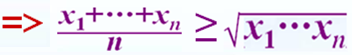 => x₁+⋯+xₙ / n ≥ √x₁⋯xₙ